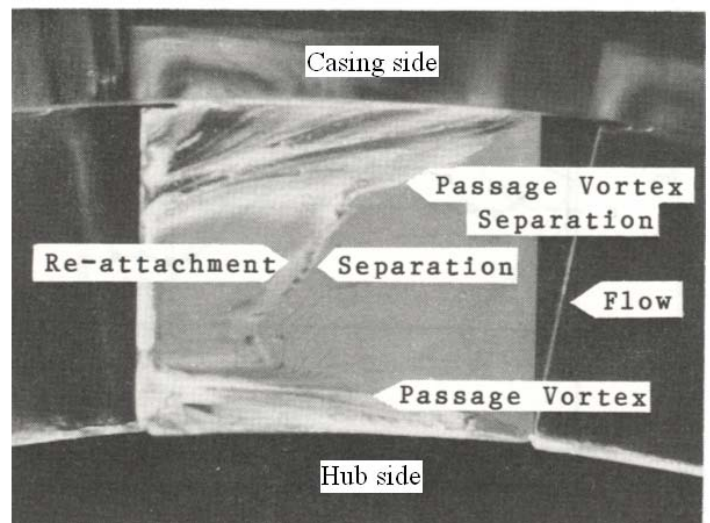 Casing side
Passage Vortex
Separation
Re-attachment
Separation
Flow
Passage Vortex
Hub side